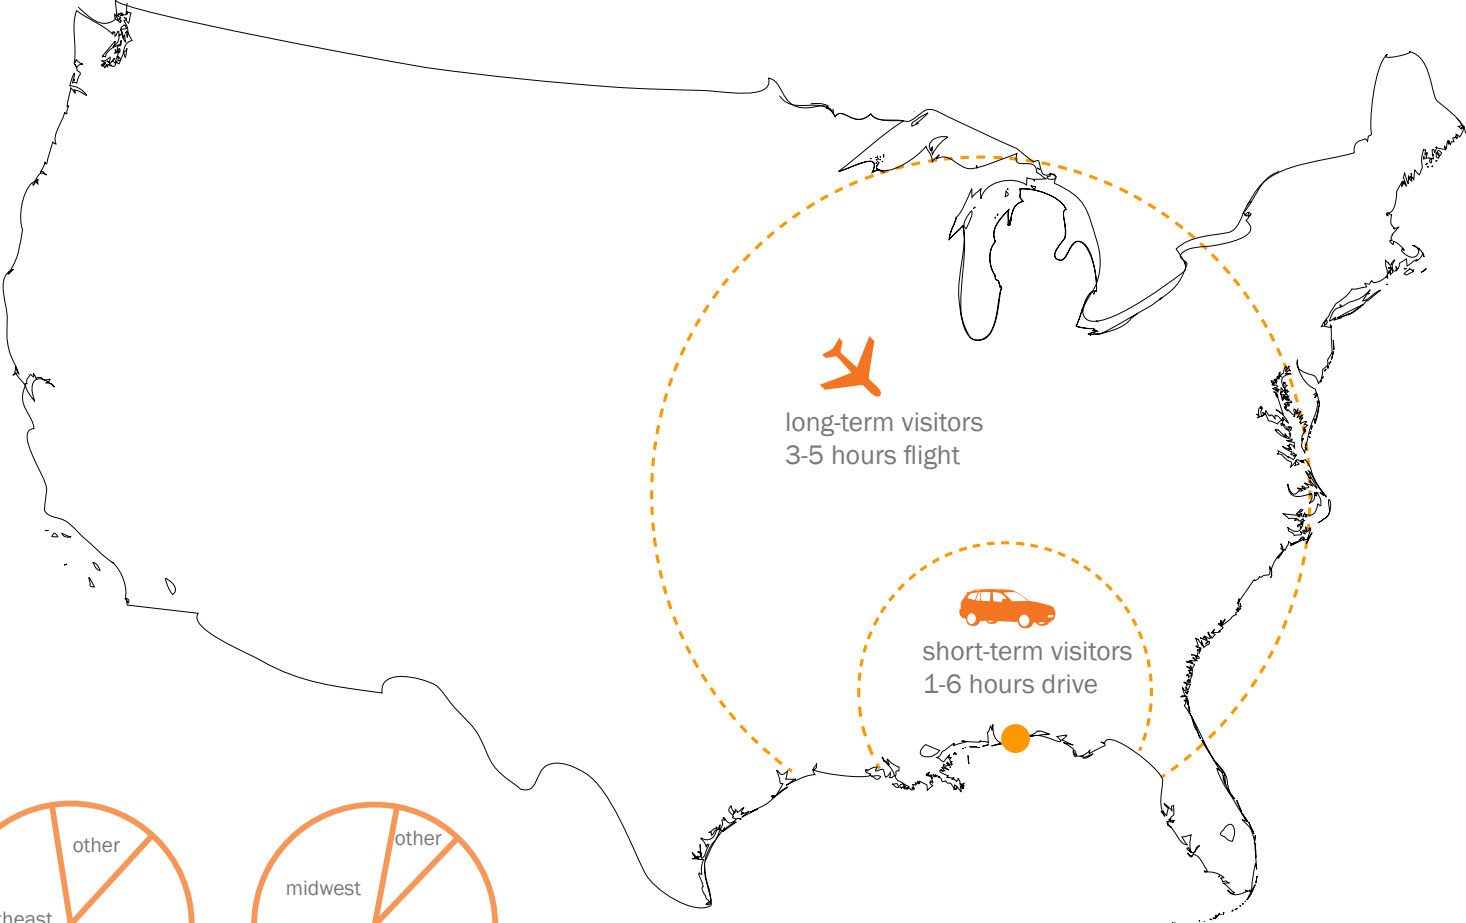 long-term visitors
3-5 hours flight
short-term visitors
1-6 hours drive
other
other
midwest